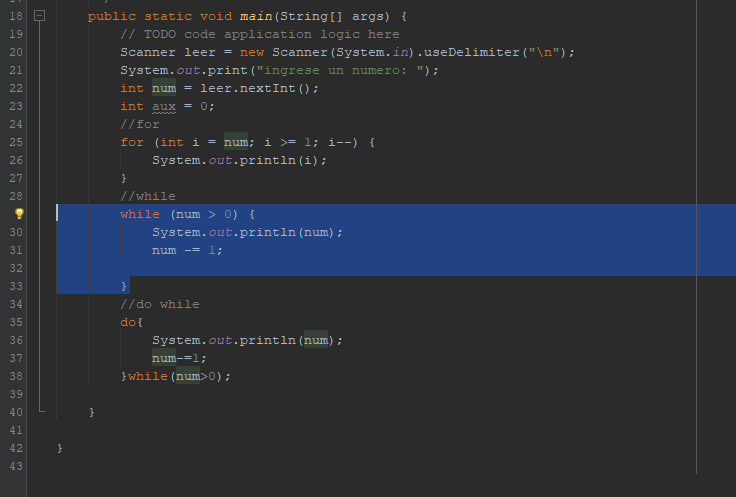 18 public static void main(String[] args) {
19 // TODO code application logic here
20 Scanner leer = new Scanner(System.in).useDelimiter("\n");
21 System.out.print("ingrese un numero: ");
22 int num = leer.nextInt();
23 int aux = 0;
24 //for
25 for (int i = num; i >= 1; i--) {
26 System.out.println(i);
27 }
28 //while
while (num > 0) {
30 System.out.println(num);
31 num -= 1;
32
33 }
34 //do while
35 do{
36 System.out.println(num);
37 num-=1;
38 }while(num>0);
39
40 }
41
42 }
43